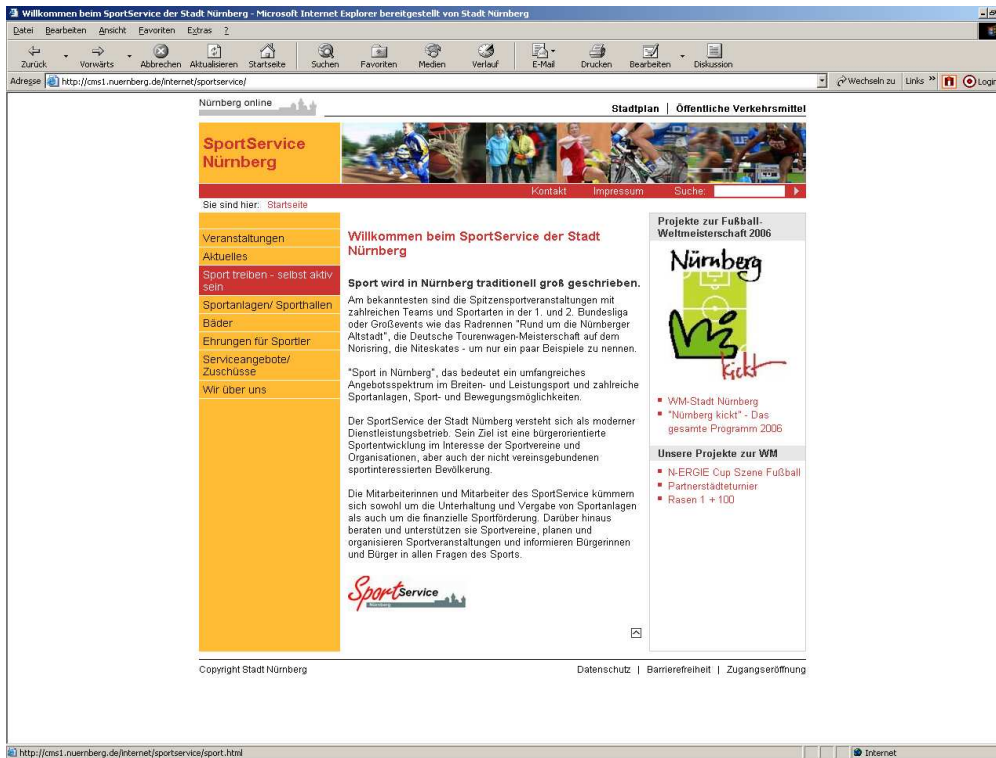 Willkommen beim SportService der Stadt Nürnberg - Microsoft Internet Explorer bereitgestellt von Stadt Nürnberg
Datei Bearbeiten Ansicht Favoriten Extras ?
Zurück Vorwärts Abbrechen Aktualisieren Startseite Suchen Favoriten Medien Verlauf E-Mail Drucken Bearbeiten Diskussion
Adresse http://cms1.nuernberg.de/internet/sportservice/ Wechseln zu Links » Login
Nürnberg online
Stadtplan | Öffentliche Verkehrsmittel
SportService
Nürnberg
Kontakt Impressum Suche:
Sie sind hier: Startseite
Veranstaltungen
Aktuelles
Sport treiben - selbst aktiv
sein
Sportanlagen/ Sporthallen
Bäder
Ehrungen für Sportler
Serviceangebote/
Zuschüsse
Wir über uns
Willkommen beim SportService der Stadt
Nürnberg
Sport wird in Nürnberg traditionell groß geschrieben.
Am bekanntesten sind die Spitzensportveranstaltungen mit
zahlreichen Teams und Sportarten in der 1. und 2. Bundesliga
oder Großevents wie das Radrennen "Rund um die Nürnberger
Altstadt", die Deutsche Tourenwagen-Meisterschaft auf dem
Norisring, die Niteskates - um nur ein paar Beispiele zu nennen.
"Sport in Nürnberg", das bedeutet ein umfangreiches
Angebotsspektrum im Breiten- und Leistungsport und zahlreiche
Sportanlagen, Sport- und Bewegungsmöglichkeiten.
Der SportService der Stadt Nürnberg versteht sich als moderner
Dienstleistungsbetrieb. Sein Ziel ist eine bürgerorientierte
Sportentwicklung im Interesse der Sportvereine und
Organisationen, aber auch der nicht vereinsgebundenen
sportinteressierten Bevölkerung.
Die Mitarbeiterinnen und Mitarbeiter des SportService kümmern
sich sowohl um die Unterhaltung und Vergabe von Sportanlagen
als auch um die finanzielle Sportförderung. Darüber hinaus
beraten und unterstützen sie Sportvereine, planen und
organisieren Sportveranstaltungen und informieren Bürgerinnen
und Bürger in allen Fragen des Sports.
SportService
Nürnberg
Projekte zur Fußball-
Weltmeisterschaft 2006
Nürnberg
kickt
WM-Stadt Nürnberg
"Nürnberg kickt" - Das
gesamte Programm 2006
Unsere Projekte zur WM
N-ERGIE Cup Szene Fußball
Partnerstädteturnier
Rasen 1 + 100
Copyright Stadt Nürnberg
Datenschutz | Barrierefreiheit | Zugangseröffnung
http://cms1.nuernberg.de/internet/sportservice/sport.html
Internet